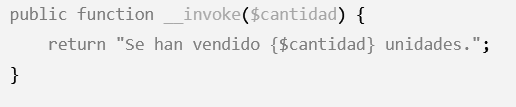 public function __invoke($cantidad) {
    return "Se han vendido {$cantidad} unidades.";
}